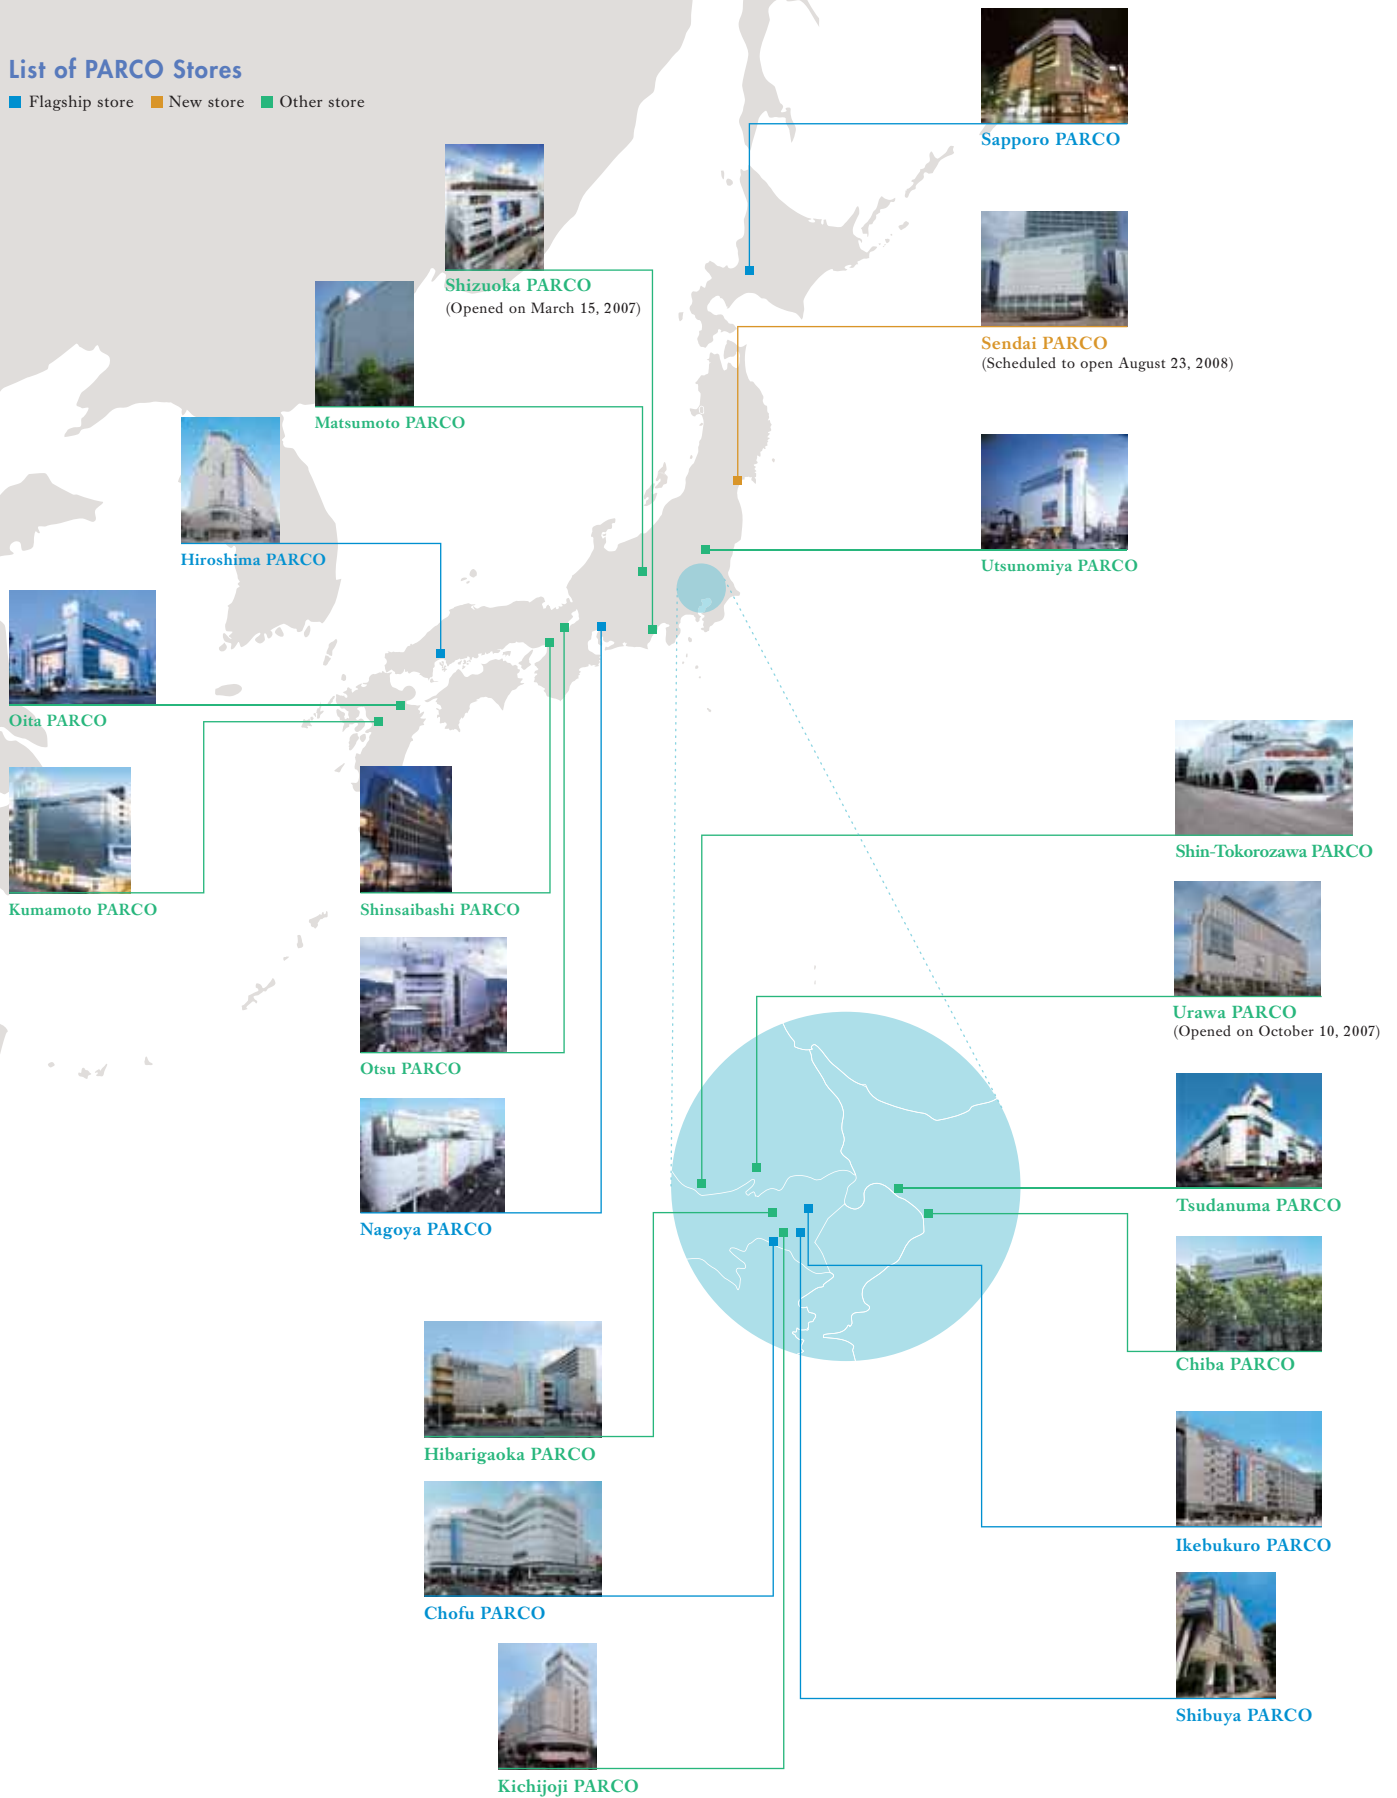 List of PARCO Stores
Flagship store
New store
Other store
Sapporo PARCO
Shizuoka PARCO
(Opened on March 15, 2007)
Sendai PARCO
(Scheduled to open August 23, 2008)
Matsumoto PARCO
Hiroshima PARCO
Utsunomiya PARCO
Oita PARCO
Shin-Tokorozawa PARCO
Kumamoto PARCO
Shinsaibashi PARCO
Urawa PARCO
(Opened on October 10, 2007)
Otsu PARCO
Tsudanuma PARCO
Nagoya PARCO
Chiba PARCO
Hibarigaoka PARCO
Ikebukuro PARCO
Chofu PARCO
Shibuya PARCO
Kichijoji PARCO